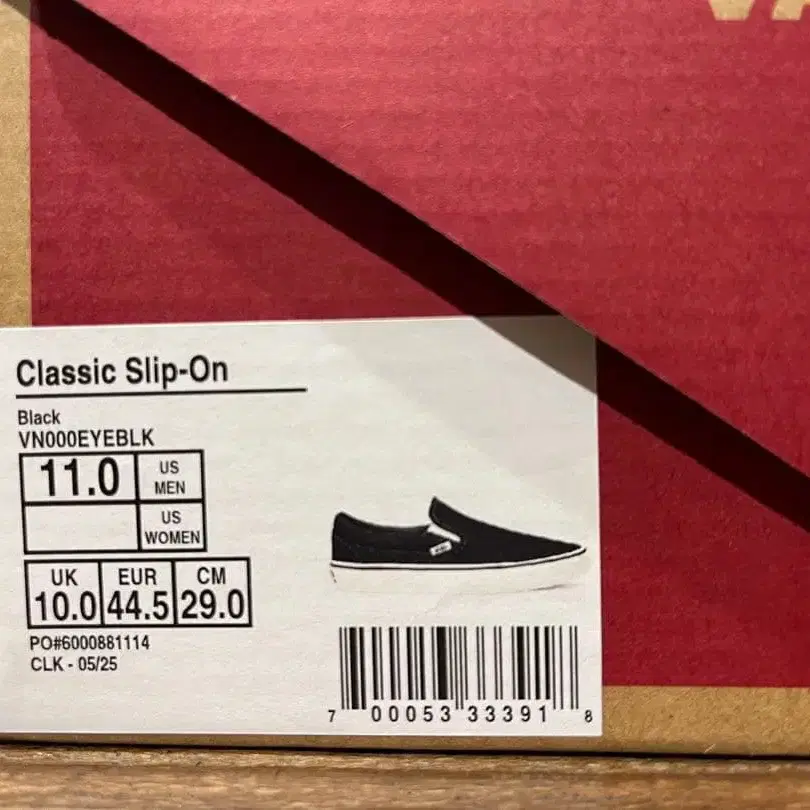 Classic Slip-On
Black
VN000EYEBLK
11.0 US MEN
US WOMEN
UK EUR CM
10.0 44.5 29.0
PO#6000881114
CLK - 05/25
7 00053 33391 8